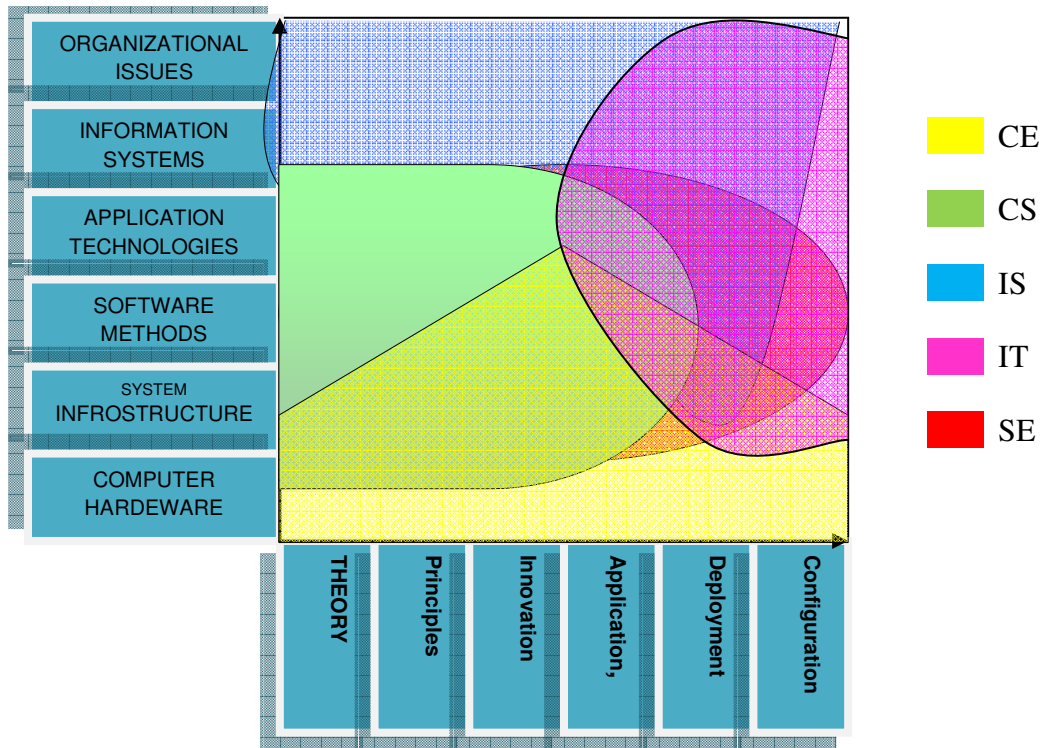 ORGANIZATIONAL
ISSUES
INFORMATION
SYSTEMS
APPLICATION
TECHNOLOGIES
SOFTWARE
METHODS
SYSTEM
INFROSTRUCTURE
COMPUTER
HARDEWARE
THEORY
Principles
Innovation
Application,
Deployment
Configuration
CE
CS
IS
IT
SE